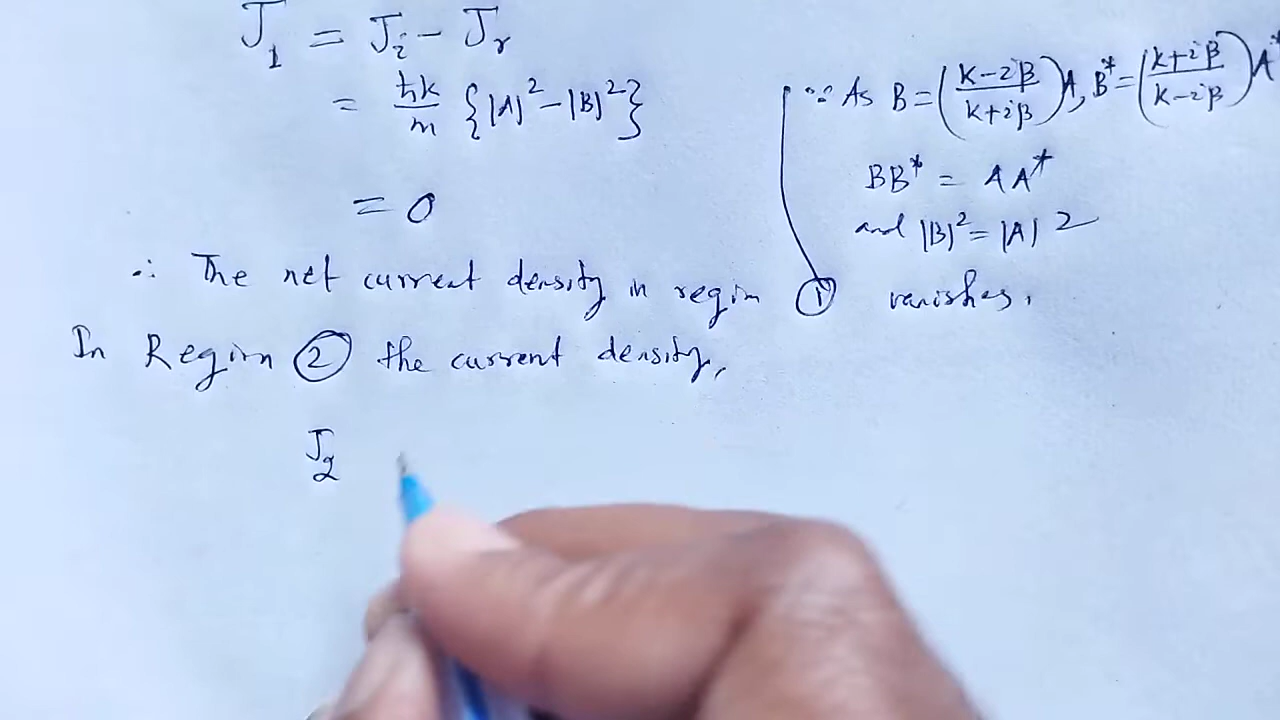 J₁ = Jᵢ - Jᵣ
= ħk/m {|A|² - |B|²}
∵ As B = ((k-iβ)/(k+iβ))A, B* = ((k+iβ)/(k-iβ))A*
BB* = AA*
and |B|² = |A|²
= 0
∴ The net current density in regin ① vanishes.
In Region ② the current density,
J₂